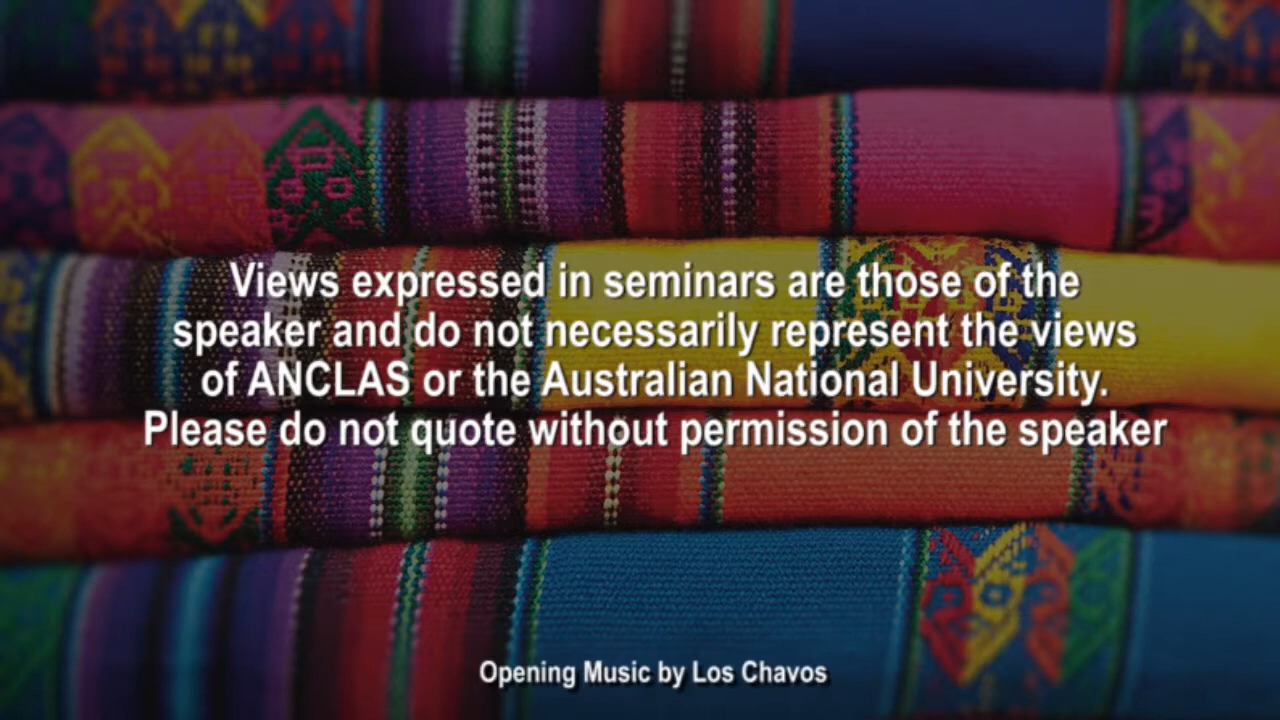 Views expressed in seminars are those of the
speaker and do not necessarily represent the views
of ANCLAS or the Australian National University.
Please do not quote without permission of the speaker
Opening Music by Los Chavos